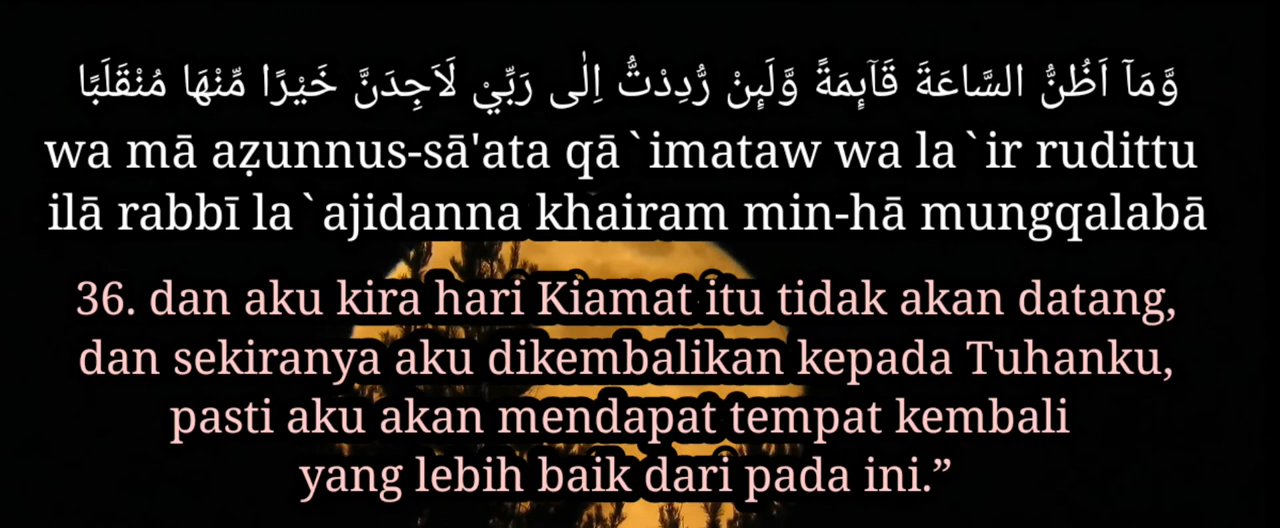 وَّمَآ اَظُنُّ السَّاعَةَ قَاۤىِٕمَةً وَّلَىِٕنْ رُّدِدْتُّ اِلٰى رَبِّيْ لَاَجِدَنَّ خَيْرًا مِّنْهَا مُنْقَلَبًا
wa mā aẓunnus-sā'ata qā`imataw wa la`ir rudittu
ilā rabbī la`ajidanna khairam min-hā mungqalabā
36. dan aku kira hari Kiamat itu tidak akan datang,
dan sekiranya aku dikembalikan kepada Tuhanku,
pasti aku akan mendapat tempat kembali
yang lebih baik dari pada ini.”